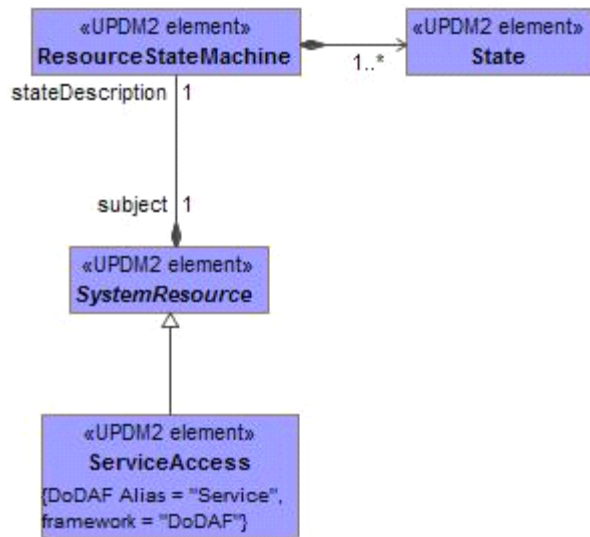 «UPDM2 element»
ResourceStateMachine
«UPDM2 element»
State
1..*
stateDescription
1
subject
1
«UPDM2 element»
SystemResource
«UPDM2 element»
ServiceAccess
{DoDAF Alias = "Service",
framework = "DoDAF"}